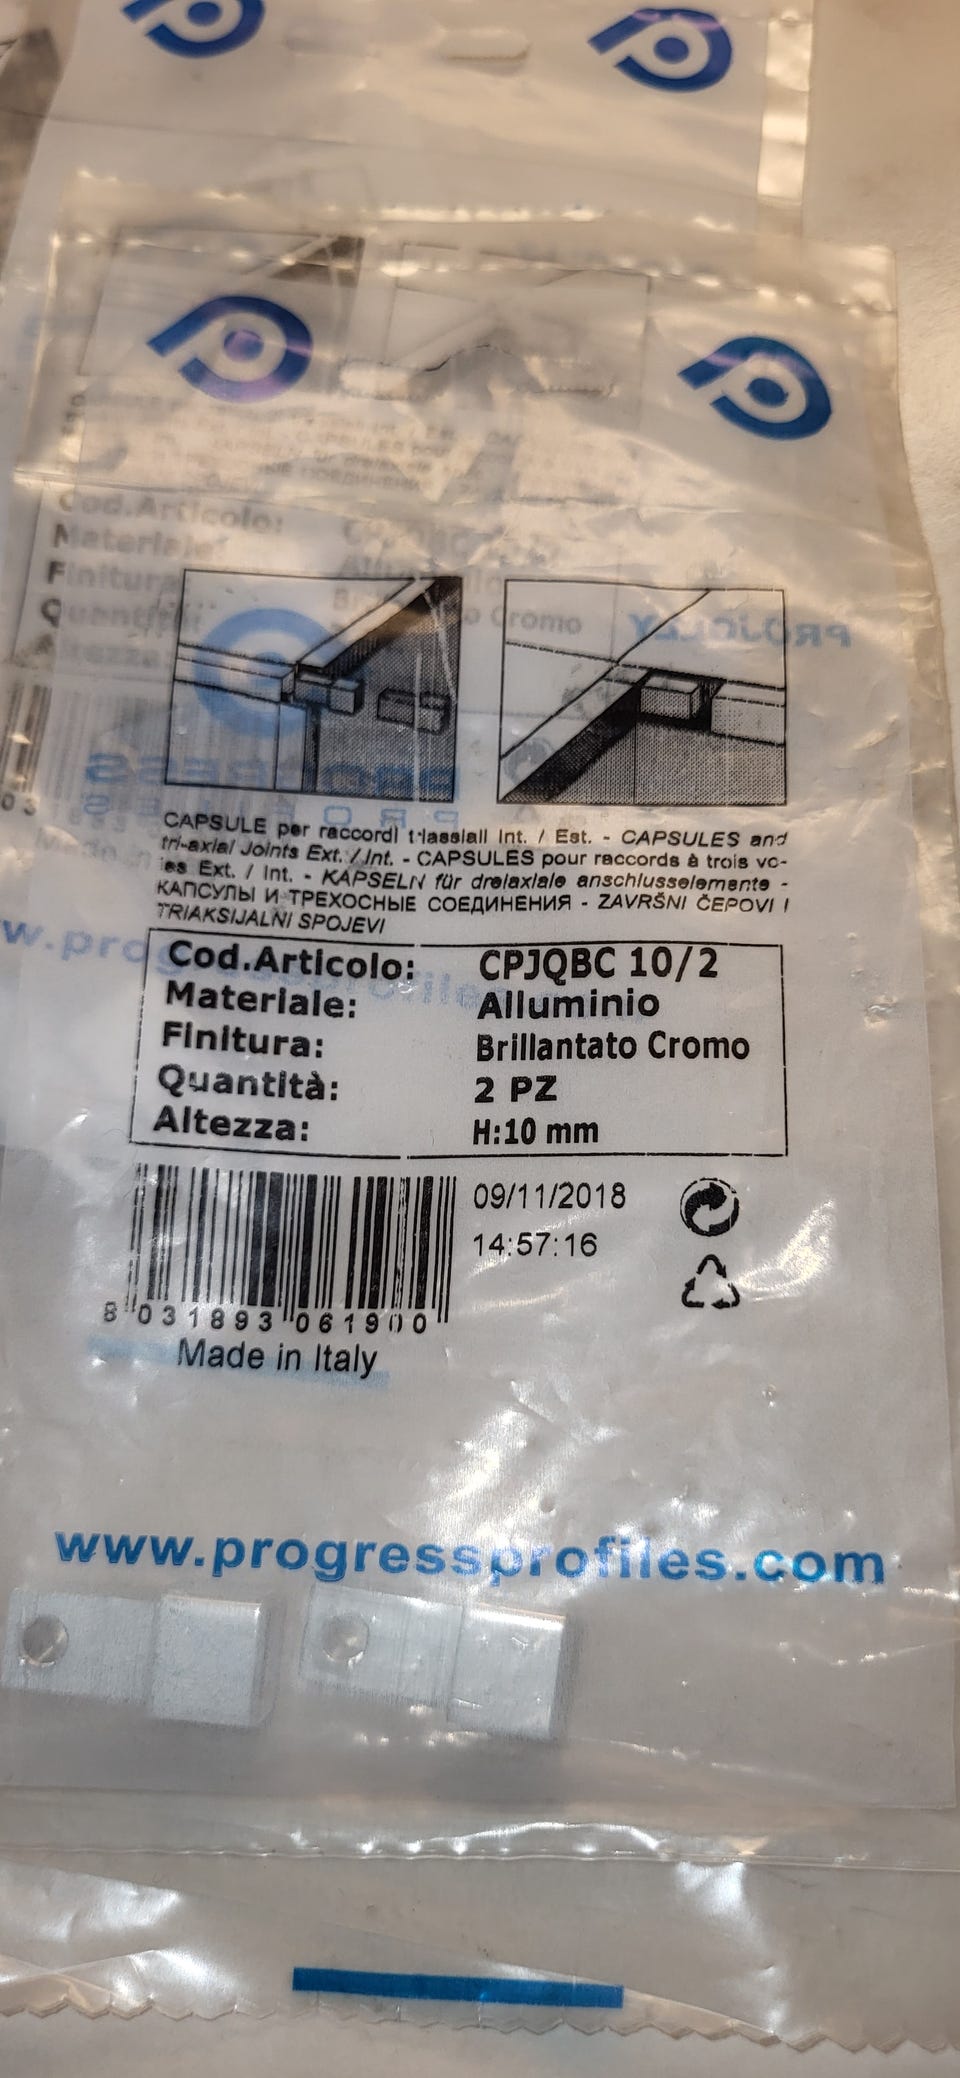 CAPSULE per raccordi triassiali Int. / Est. - CAPSULES and
tri-axial Joints Ext. / Int. - CAPSULES pour raccords à trois vo-
ies Ext. / Int. - KAPSELN für dreiaxiale anschlusselemente -
КАПСУЛЫ И ТРЕХОСНЫЕ СОЕДИНЕНИЯ - ZAVRŠNI ČEPOVI I
TRIAKSIJALNI SPOJEVI
Cod.Articolo: CPJQBC 10/2
Materiale: Alluminio
Finitura: Brillantato Cromo
Quantità: 2 PZ
Altezza: H:10 mm
09/11/2018
14:57:16
8 031893 061900
Made in Italy
www.progressprofiles.com